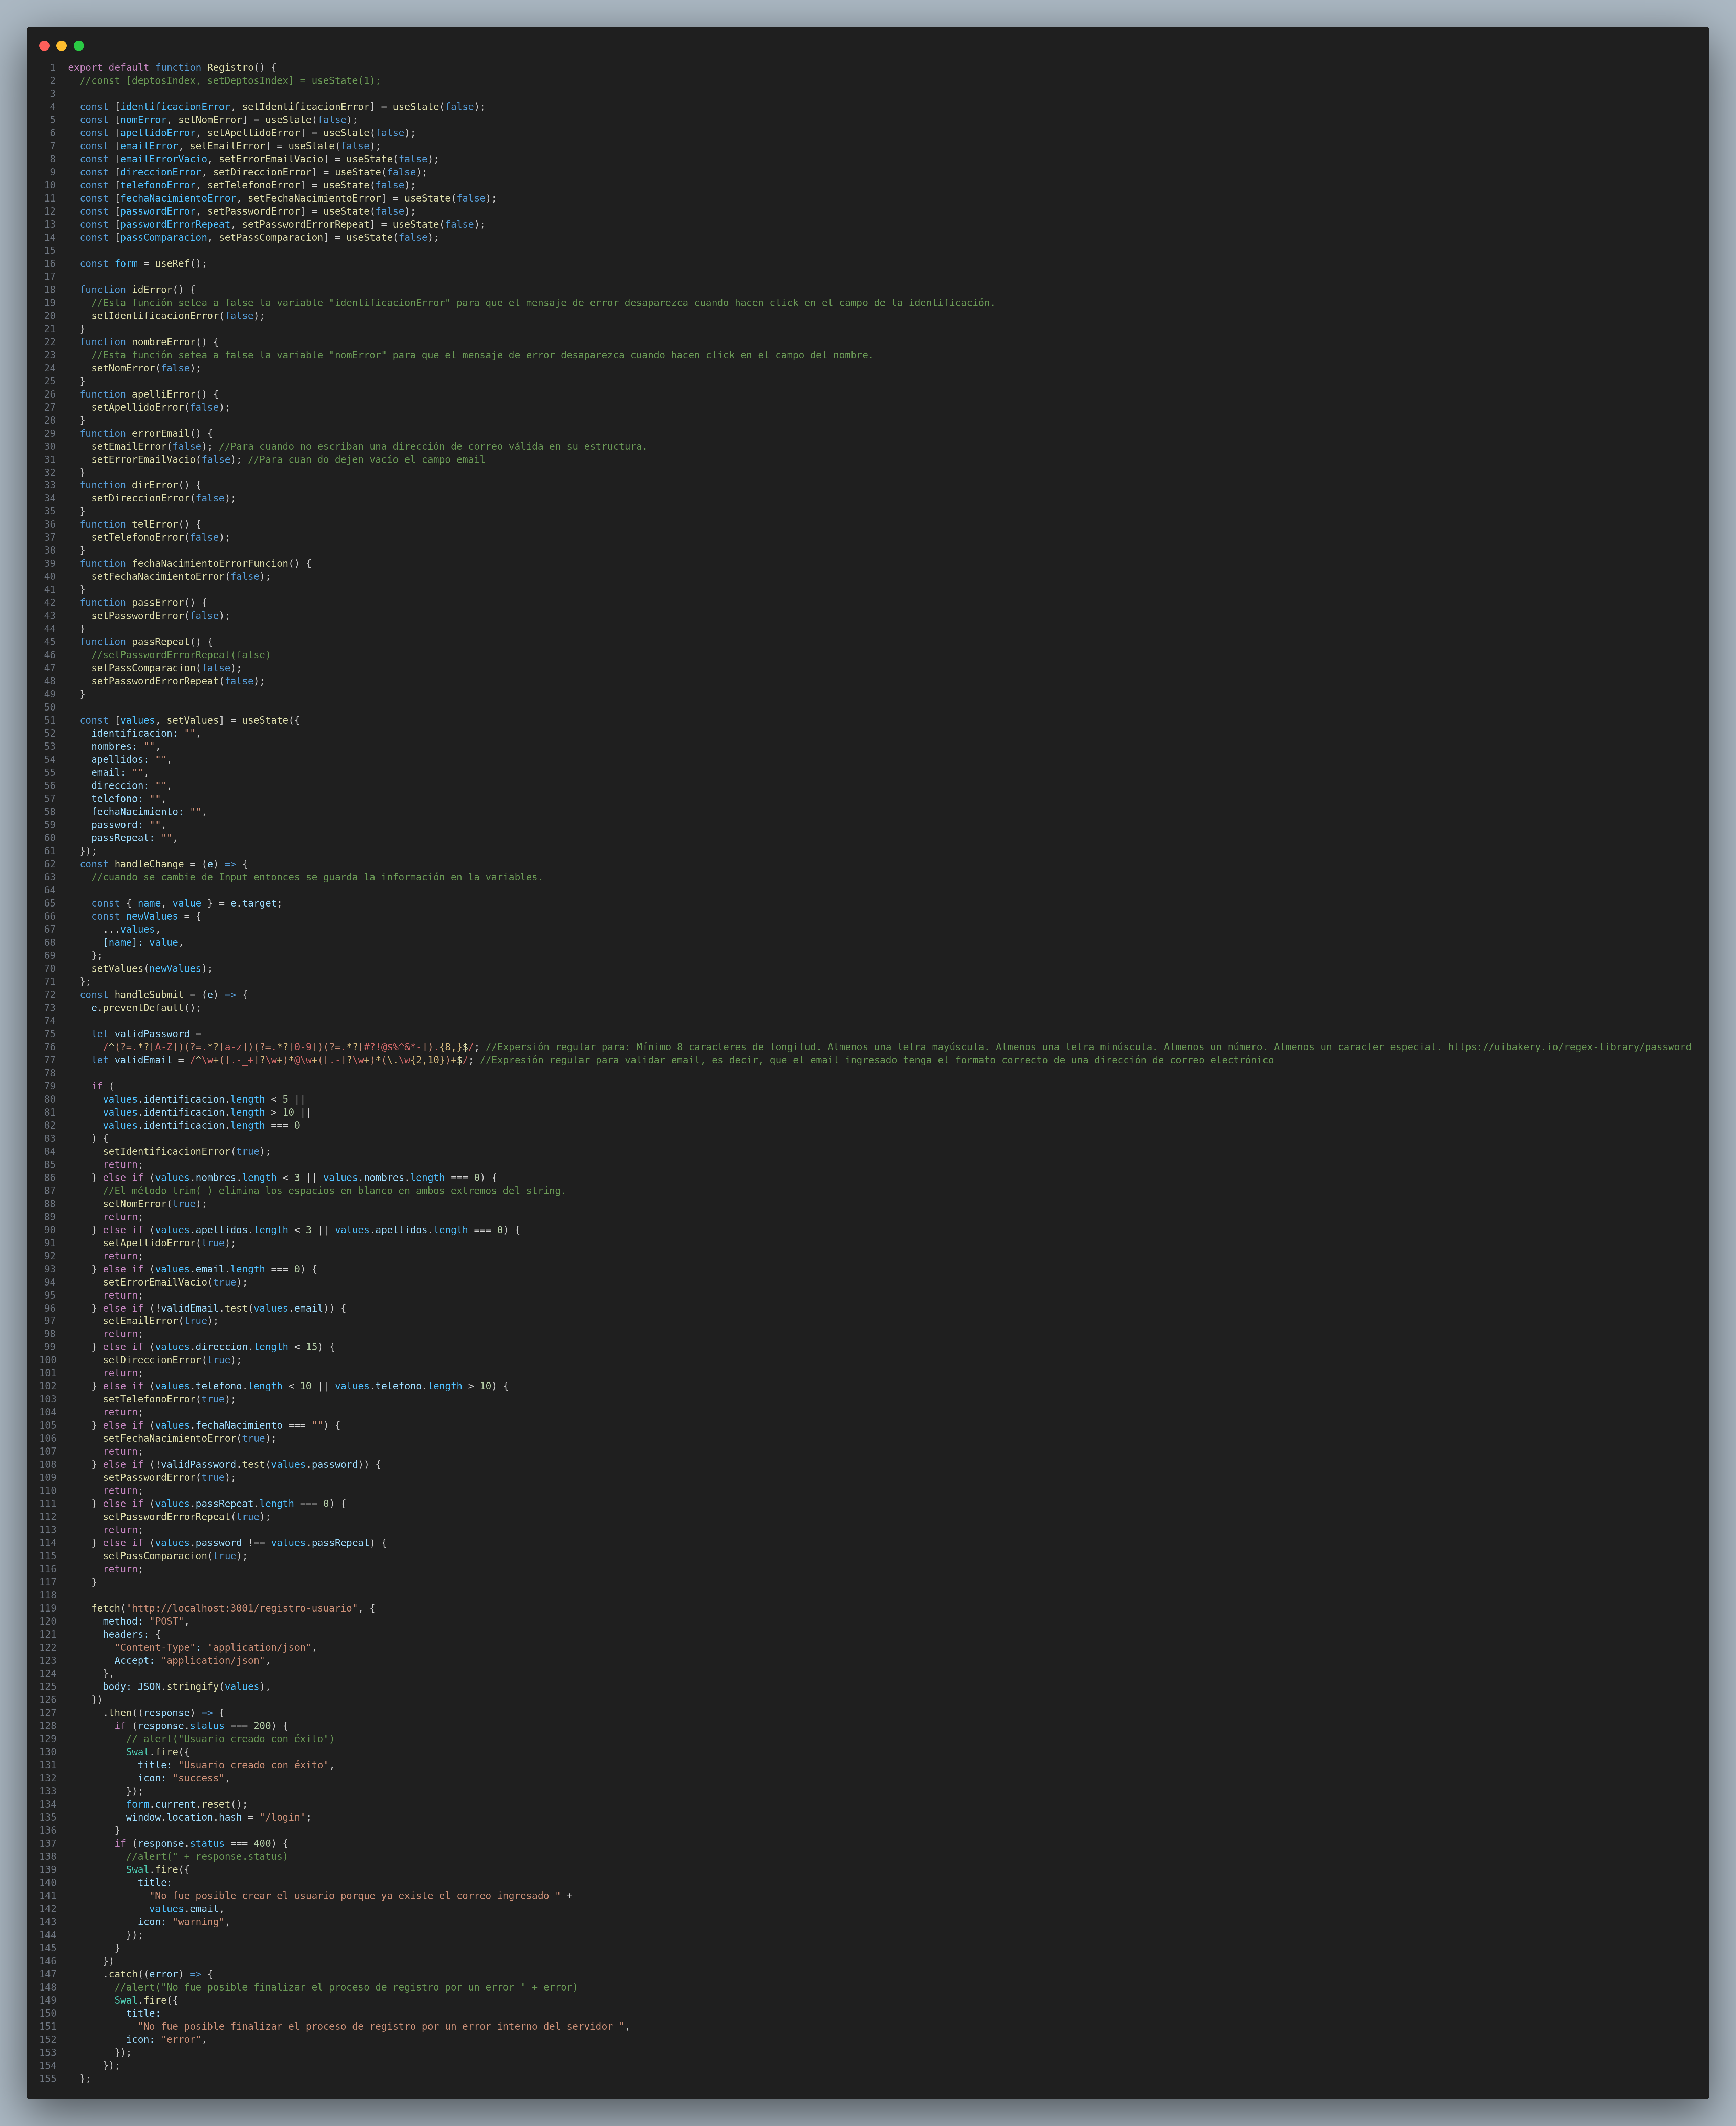 1 export default function Registro() {
2   //const [deptosIndex, setDeptosIndex] = useState(1);
3
4   const [identificacionError, setIdentificacionError] = useState(false);
5   const [nomError, setNomError] = useState(false);
6   const [apellidoError, setApellidoError] = useState(false);
7   const [emailError, setEmailError] = useState(false);
8   const [emailErrorVacio, setErrorEmailVacio] = useState(false);
9   const [direccionError, setDireccionError] = useState(false);
10   const [telefonoError, setTelefonoError] = useState(false);
11   const [fechaNacimientoError, setFechaNacimientoError] = useState(false);
12   const [passwordError, setPasswordError] = useState(false);
13   const [passwordErrorRepeat, setPasswordErrorRepeat] = useState(false);
14   const [passComparacion, setPassComparacion] = useState(false);
15
16   const form = useRef();
17
18   function idError() {
19     //Esta función setea a false la variable "identificacionError" para que el mensaje de error desaparezca cuando hacen click en el campo de la identificación.
20     setIdentificacionError(false);
21   }
22   function nombreError() {
23     //Esta función setea a false la variable "nomError" para que el mensaje de error desaparezca cuando hacen click en el campo del nombre.
24     setNomError(false);
25   }
26   function apelliError() {
27     setApellidoError(false);
28   }
29   function errorEmail() {
30     setEmailError(false); //Para cuando no escriban una dirección de correo válida en su estructura.
31     setErrorEmailVacio(false); //Para cuan do dejen vacío el campo email
32   }
33   function dirError() {
34     setDireccionError(false);
35   }
36   function telError() {
37     setTelefonoError(false);
38   }
39   function fechaNacimientoErrorFuncion() {
40     setFechaNacimientoError(false);
41   }
42   function passError() {
43     setPasswordError(false);
44   }
45   function passRepeat() {
46     //setPasswordErrorRepeat(false)
47     setPassComparacion(false);
48     setPasswordErrorRepeat(false);
49   }
50
51   const [values, setValues] = useState({
52     identificacion: "",
53     nombres: "",
54     apellidos: "",
55     email: "",
56     direccion: "",
57     telefono: "",
58     fechaNacimiento: "",
59     password: "",
60     passRepeat: "",
61   });
62   const handleChange = (e) => {
63     //cuando se cambie de Input entonces se guarda la información en la variables.
64
65     const { name, value } = e.target;
66     const newValues = {
67       ...values,
68       [name]: value,
69     };
70     setValues(newValues);
71   };
72   const handleSubmit = (e) => {
73     e.preventDefault();
74
75     let validPassword =
76       /^(?=.*?[A-Z])(?=.*?[a-z])(?=.*?[0-9])(?=.*?[#?!@$%^&*-]).{8,}$/; //Expersión regular para: Mínimo 8 caracteres de longitud. Almenos una letra mayúscula. Almenos una letra minúscula. Almenos un número. Almenos un caracter especial. https://uibakery.io/regex-library/password
77     let validEmail = /^\w+([.-_+]?\w+)*@\w+([.-]?\w+)*(\.\w{2,10})+$/; //Expresión regular para validar email, es decir, que el email ingresado tenga el formato correcto de una dirección de correo electrónico
78
79     if (
80       values.identificacion.length < 5 ||
81       values.identificacion.length > 10 ||
82       values.identificacion.length === 0
83     ) {
84       setIdentificacionError(true);
85       return;
86     } else if (values.nombres.length < 3 || values.nombres.length === 0) {
87       //El método trim( ) elimina los espacios en blanco en ambos extremos del string.
88       setNomError(true);
89       return;
90     } else if (values.apellidos.length < 3 || values.apellidos.length === 0) {
91       setApellidoError(true);
92       return;
93     } else if (values.email.length === 0) {
94       setErrorEmailVacio(true);
95       return;
96     } else if (!validEmail.test(values.email)) {
97       setEmailError(true);
98       return;
99     } else if (values.direccion.length < 15) {
100       setDireccionError(true);
101       return;
102     } else if (values.telefono.length < 10 || values.telefono.length > 10) {
103       setTelefonoError(true);
104       return;
105     } else if (values.fechaNacimiento === "") {
106       setFechaNacimientoError(true);
107       return;
108     } else if (!validPassword.test(values.password)) {
109       setPasswordError(true);
110       return;
111     } else if (values.passRepeat.length === 0) {
112       setPasswordErrorRepeat(true);
113       return;
114     } else if (values.password !== values.passRepeat) {
115       setPassComparacion(true);
116       return;
117     }
118
119     fetch("http://localhost:3001/registro-usuario", {
120       method: "POST",
121       headers: {
122         "Content-Type": "application/json",
123         Accept: "application/json",
124       },
125       body: JSON.stringify(values),
126     })
127       .then((response) => {
128         if (response.status === 200) {
129           // alert("Usuario creado con éxito")
130           Swal.fire({
131             title: "Usuario creado con éxito",
132             icon: "success",
133           });
134           form.current.reset();
135           window.location.hash = "/login";
136         }
137         if (response.status === 400) {
138           //alert(" + response.status)
139           Swal.fire({
140             title:
141               "No fue posible crear el usuario porque ya existe el correo ingresado " +
142               values.email,
143             icon: "warning",
144           });
145         }
146       })
147       .catch((error) => {
148         //alert("No fue posible finalizar el proceso de registro por un error " + error)
149         Swal.fire({
150           title:
151             "No fue posible finalizar el proceso de registro por un error interno del servidor ",
152           icon: "error",
153         });
154       });
155   };